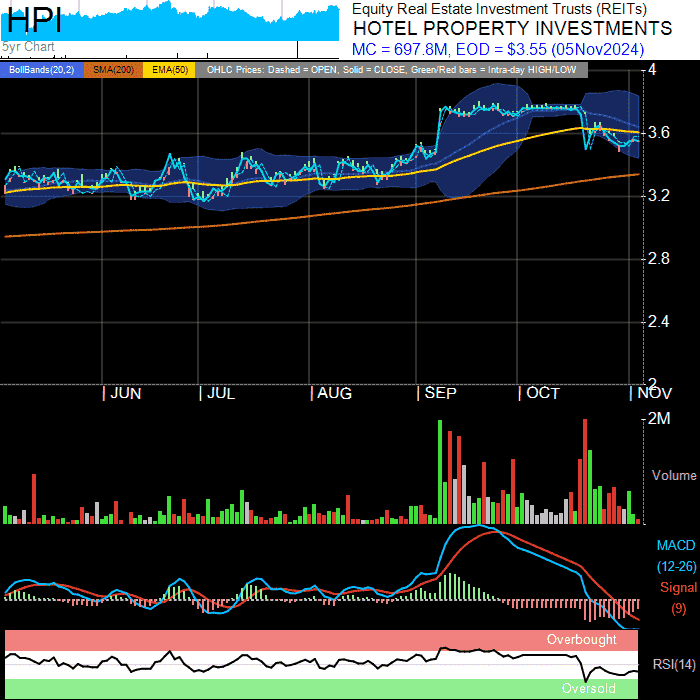 HPI
5yr Chart
Equity Real Estate Investment Trusts (REITs)
HOTEL PROPERTY INVESTMENTS
MC = 697.8M, EOD = $3.55 (05Nov2024)
BollBands(20,2) SMA(200) EMA(50) OHLC Prices: Dashed = OPEN, Solid = CLOSE, Green/Red bars = Intra-day HIGH/LOW
4
3.6
3.2
2.8
2.4
2
JUN JUL AUG SEP OCT NOV
2M
Volume
MACD
(12-26)
Signal
(9)
Overbought
RSI(14)
Oversold